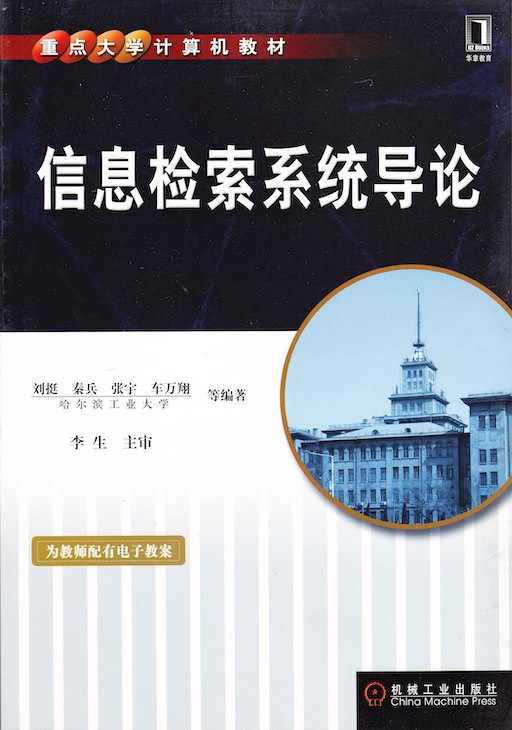 重点大学计算机教材
HZ Books
华章教育
信息检索系统导论
刘挺 秦兵 张宇 车万翔
哈尔滨工业大学
等编著
李生 主审
为教师配有电子教案
机械工业出版社
China Machine Press